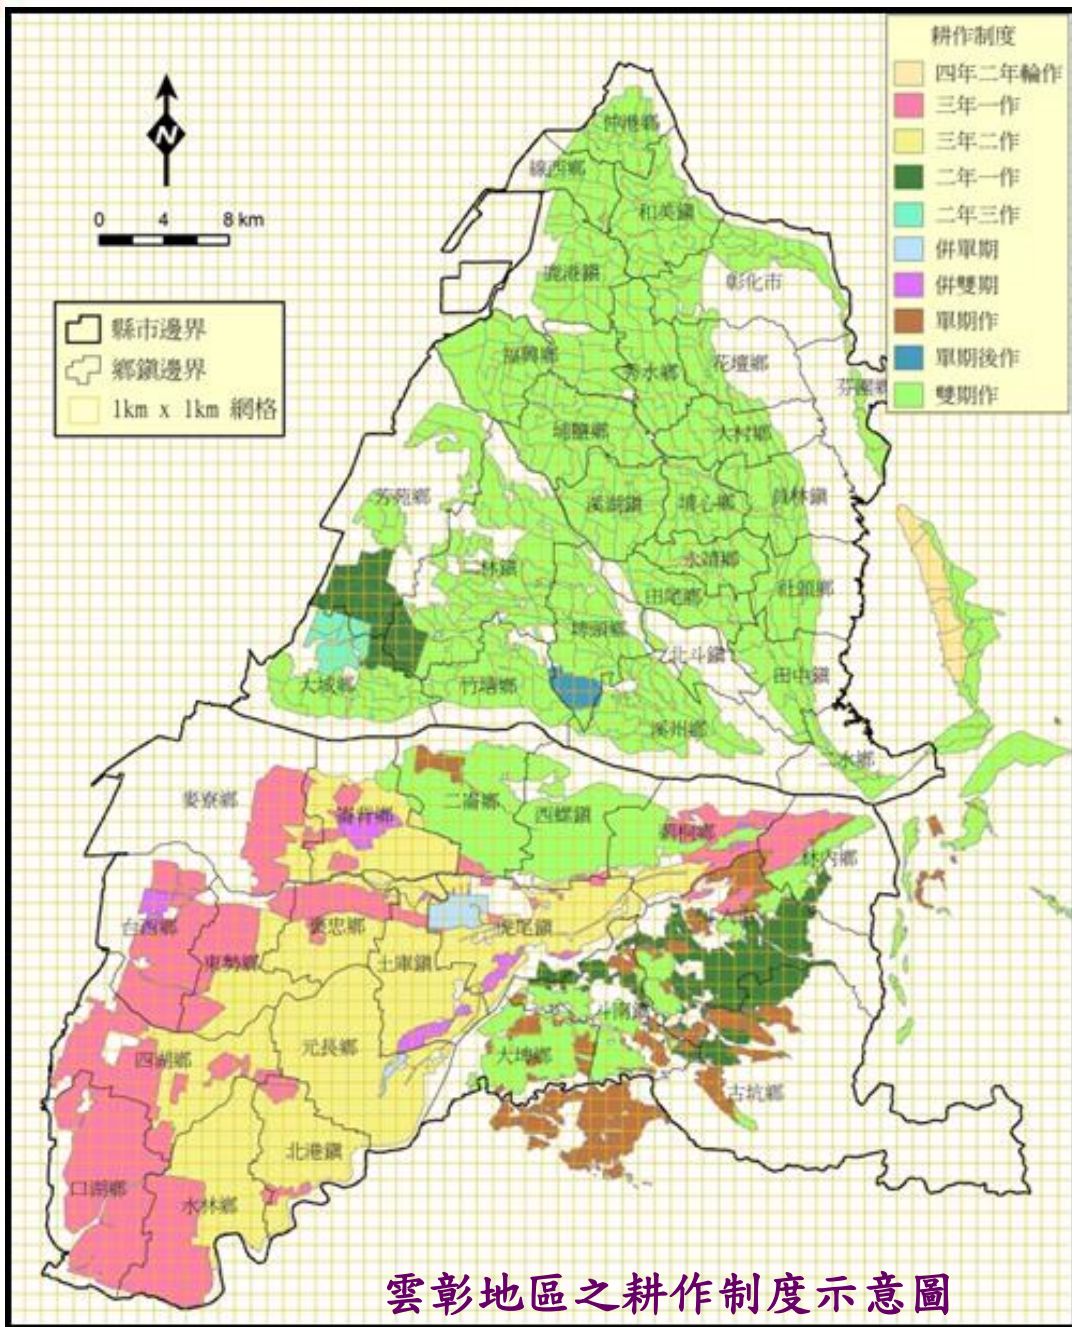 耕作制度
四年二年輪作
三年一作
三年二作
二年一作
二年三作
併單期
併雙期
單期作
單期後作
雙期作
N
0 4 8 km
縣市邊界
鄉鎮邊界
1km x 1km 網格
伸港鄉
線西鄉
和美鎮
鹿港鎮
彰化市
福興鄉
秀水鄉
花壇鄉
芬園鄉
埔鹽鄉
大村鄉
芳苑鄉
溪湖鎮
埔心鄉
員林鎮
二林鎮
永靖鄉
田尾鄉
社頭鄉
埤頭鄉
北斗鎮
大城鄉
竹塘鄉
田中鎮
溪州鄉
二水鄉
麥寮鄉
崙背鄉
二崙鄉
西螺鎮
莿桐鄉
林內鄉
台西鄉
東勢鄉
褒忠鄉
土庫鎮
虎尾鎮
斗南鎮
四湖鄉
元長鄉
大埤鄉
古坑鄉
口湖鄉
水林鄉
北港鎮
雲彰地區之耕作制度示意圖